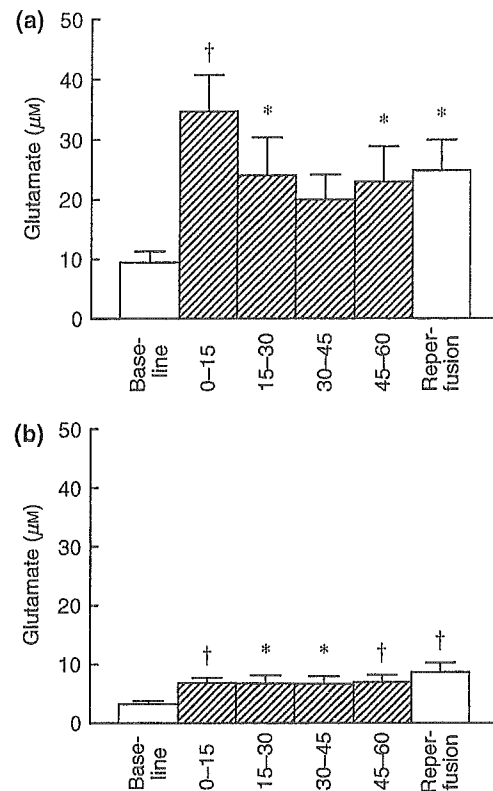 (a)
50
†
40
*
*
*
30
Glutamate (μM)
20
10
0
Base-
line
0–15
15–30
30–45
45–60
Reper-
fusion
(b)
50
40
30
Glutamate (μM)
20
†
*
*
†
†
10
0
Base-
line
0–15
15–30
30–45
45–60
Reper-
fusion